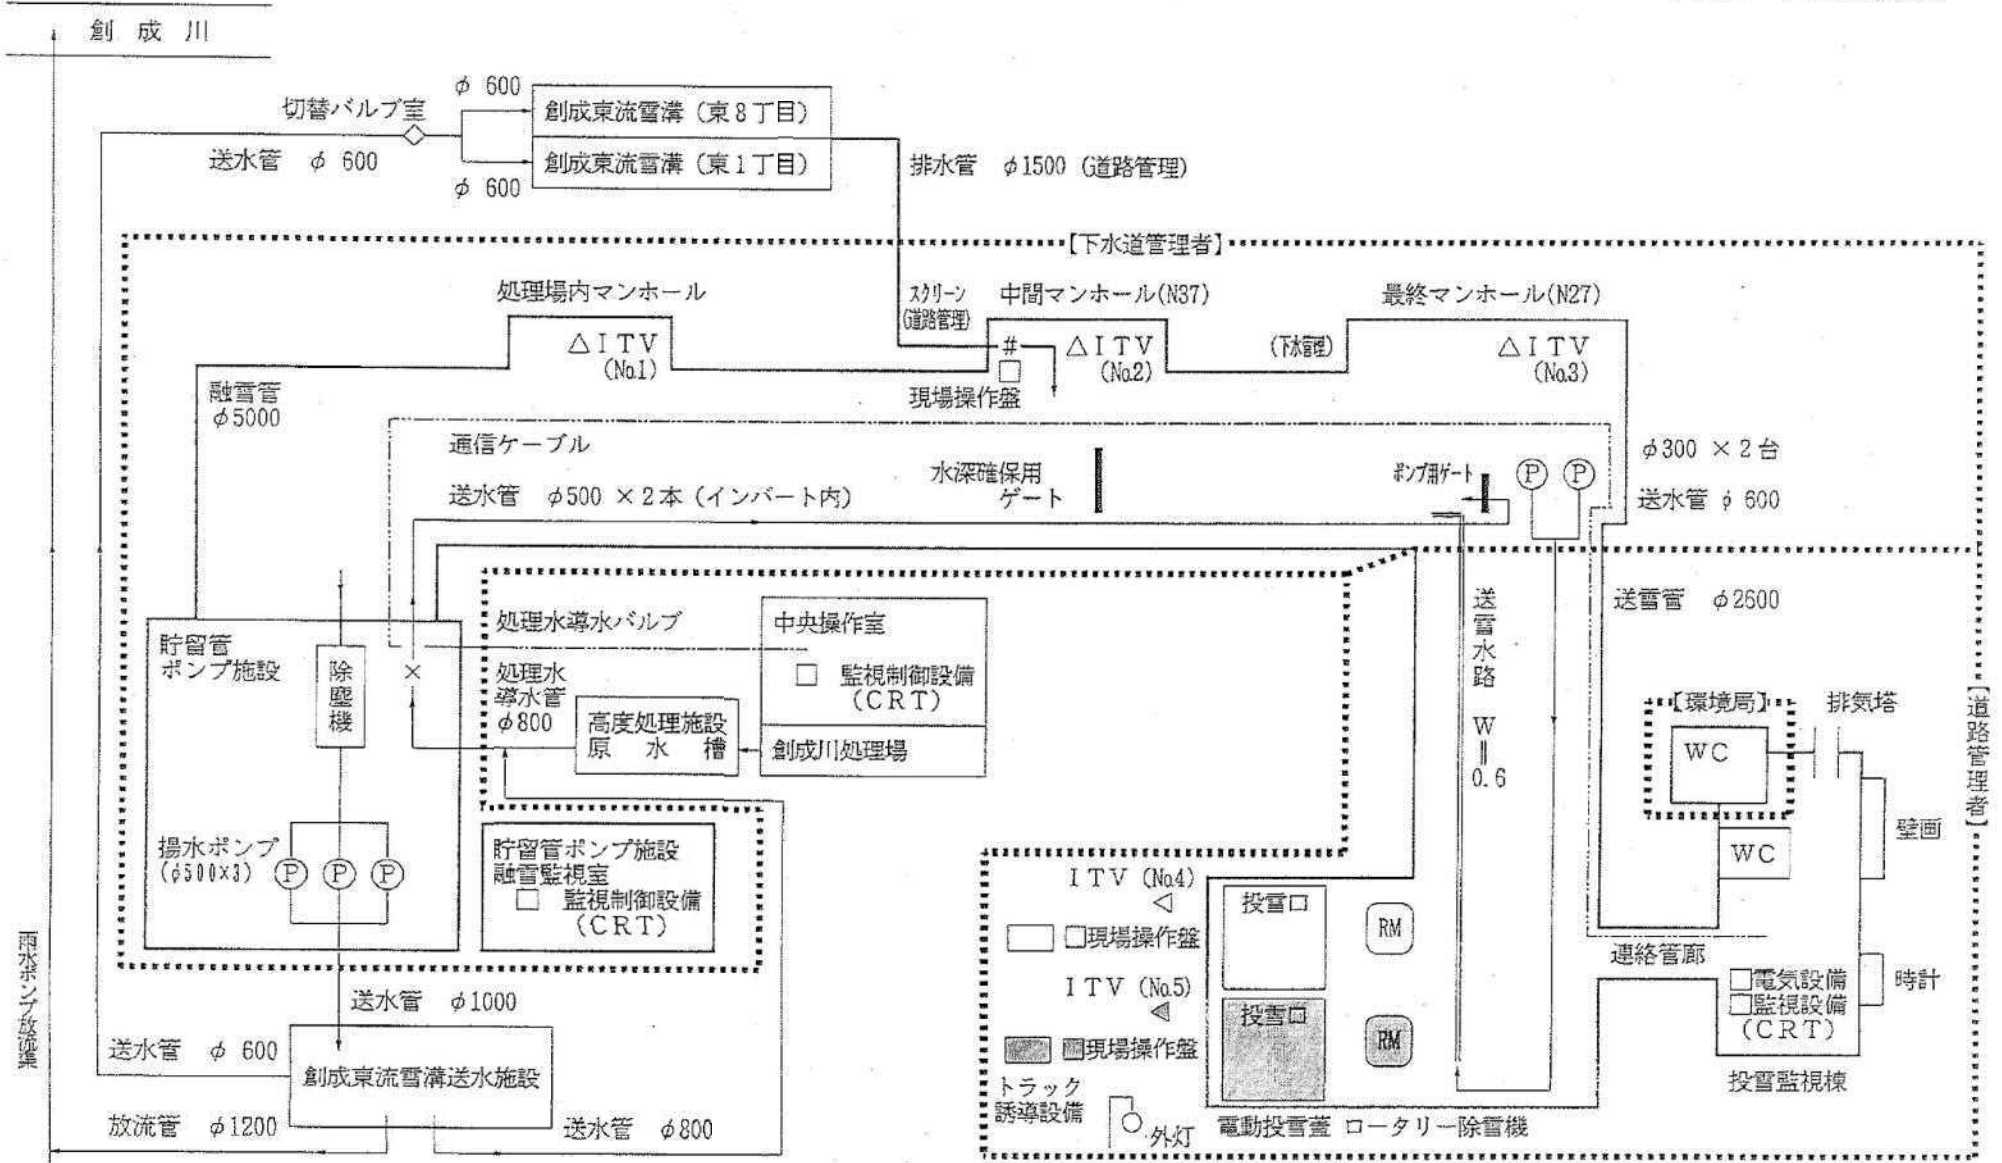 創成川
切替バルブ室
φ 600
創成東流雪溝（東8丁目）
送水管 φ 600
創成東流雪溝（東1丁目）
φ 600
排水管 φ1500（道路管理）
【下水道管理者】
処理場内マンホール
スクリーン
（道路管理）
中間マンホール(N37)
最終マンホール(N27)
△ITV
(No.1)
#
△ITV
(No.2)
（下水管理）
△ITV
(No.3)
現場操作盤
融雪管
φ5000
通信ケーブル
送水管 φ500 ×2本（インバート内）
水深確保用
ゲート
ポンプ用ゲート
P P
φ300 ×2台
送水管 φ 600
送雪管 φ2600
送雪水路 W＝0.6
貯留管
ポンプ施設
除塵機
×
処理水導水バルブ
処理水
導水管
φ800
中央操作室
□ 監視制御設備
(CRT)
高度処理施設
原水槽
創成川処理場
揚水ポンプ
(φ500×3)
P P P
貯留管ポンプ施設
融雪監視室
□ 監視制御設備
(CRT)
【環境局】
WC
WC
排気塔
壁画
時計
【道路管理者】
ITV (No.4)
□現場操作盤
ITV (No.5)
現場操作盤
トラック
誘導設備
外灯
投雪口
RM
投雪口
RM
電動投雪蓋
ロータリー除雪機
連絡管廊
□電気設備
□監視設備
(CRT)
投雪監視棟
送水管 φ1000
送水管 φ 600
創成東流雪溝送水施設
放流管 φ1200
送水管 φ800
雨水ポンプ放流渠